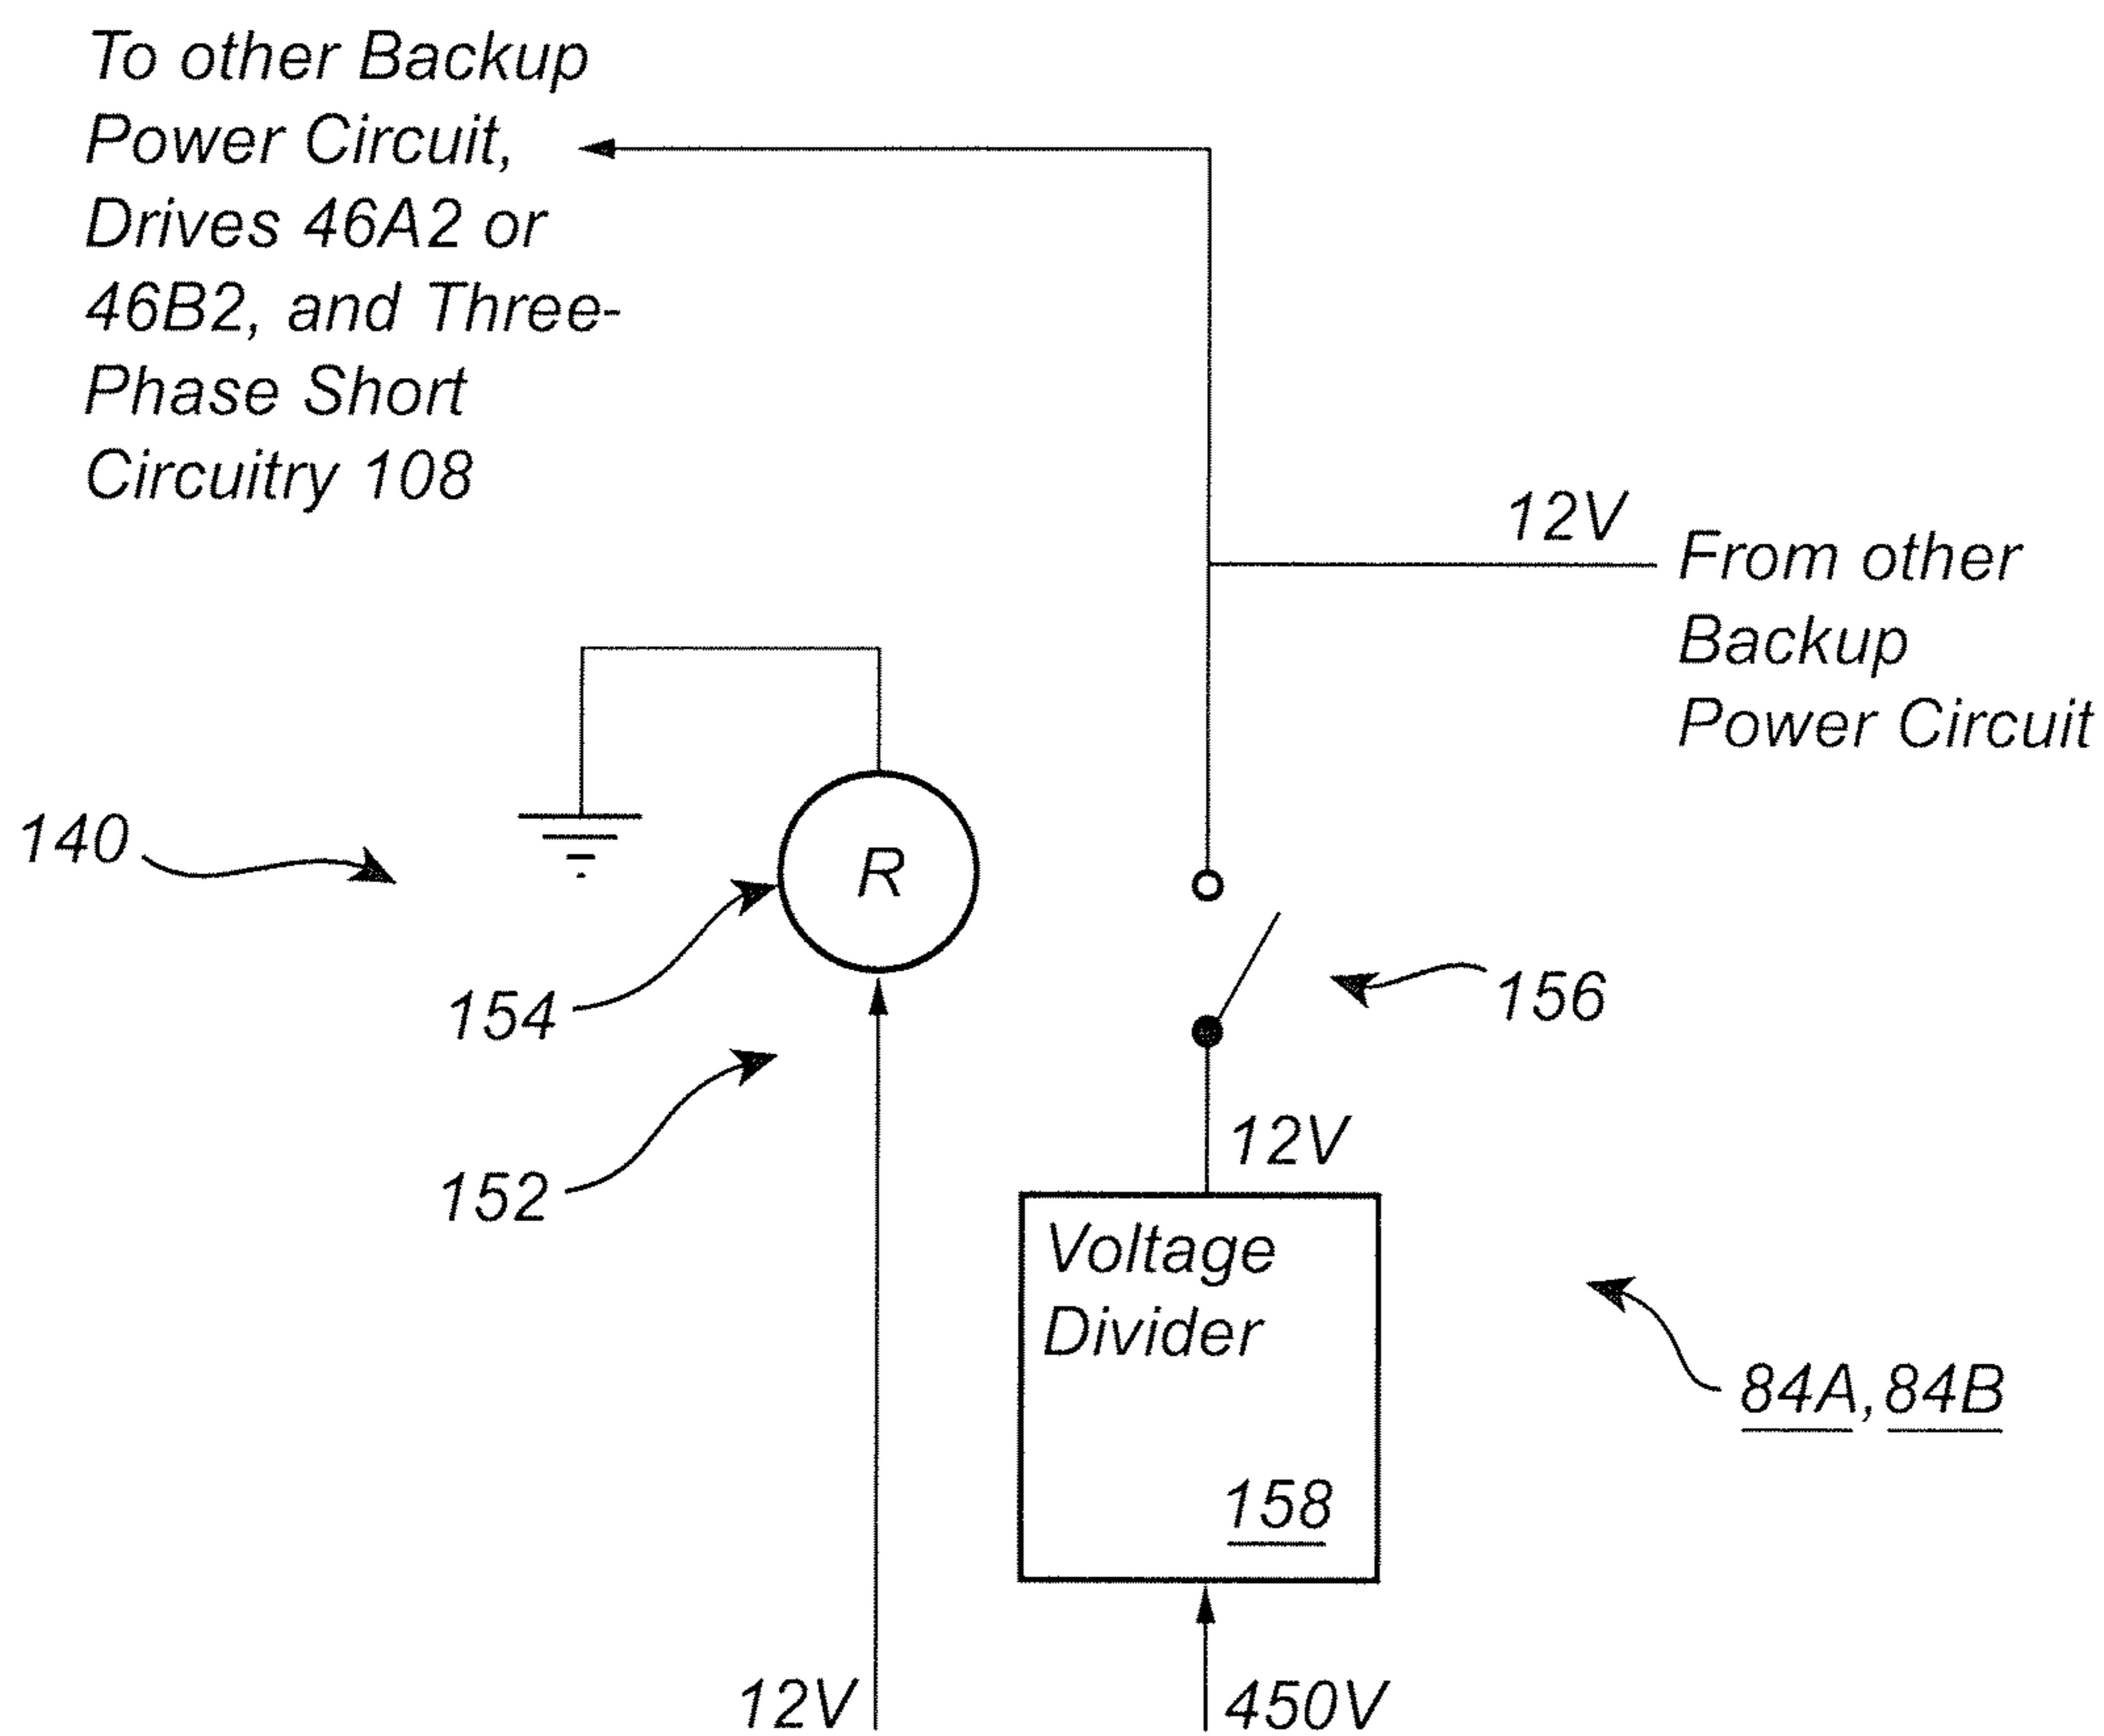 To other Backup
Power Circuit,
Drives 46A2 or
46B2, and Three-
Phase Short
Circuitry 108
12V
From other
Backup
Power Circuit
140
R
154
156
152
12V
Voltage
Divider
158
84A, 84B
12V
450V